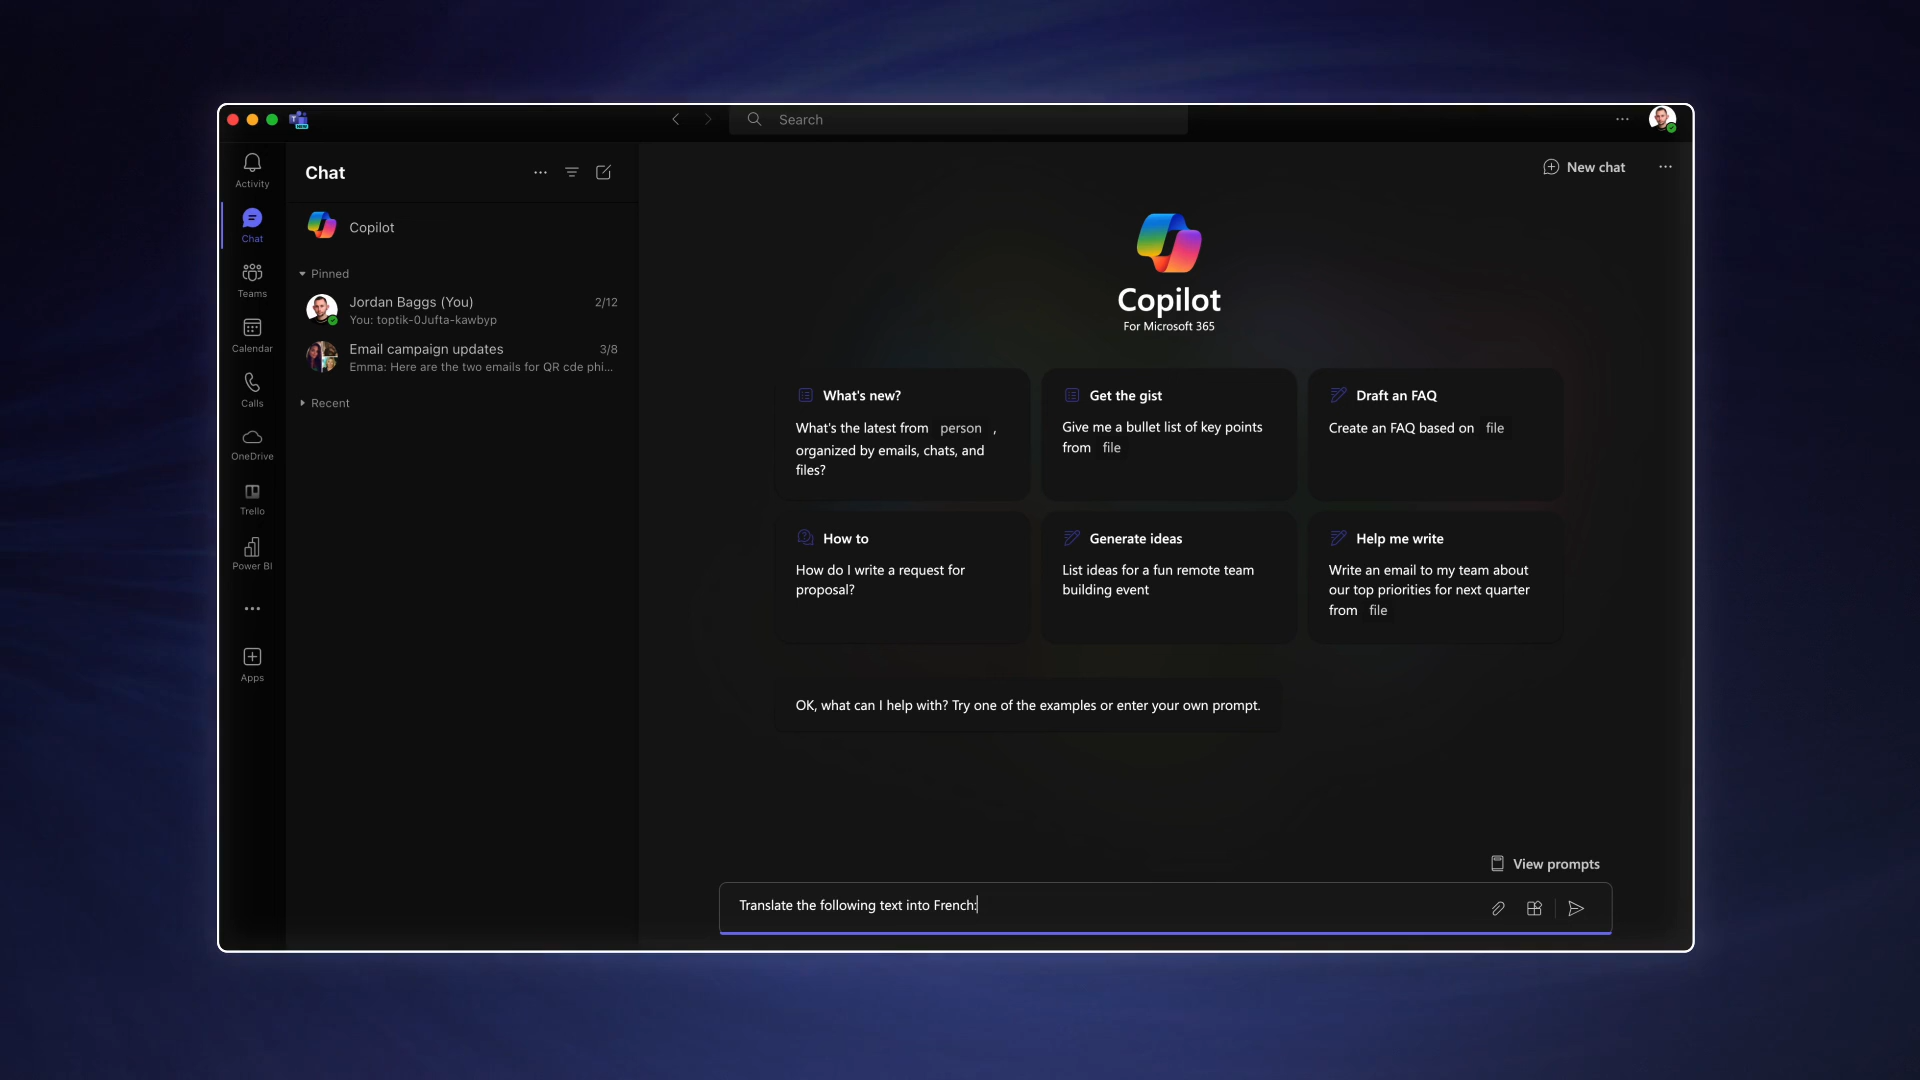 Search
New chat
Activity
Chat
Teams
Calendar
Calls
OneDrive
Trello
Power BI
Apps
Chat
Copilot
Pinned
Jordan Baggs (You)
2/12
You: toptik-0Jufta-kawbyp
Email campaign updates
3/8
Emma: Here are the two emails for QR cde phi...
Recent
Copilot
For Microsoft 365
What's new?
What's the latest from person ,
organized by emails, chats, and
files?
Get the gist
Give me a bullet list of key points
from file
Draft an FAQ
Create an FAQ based on file
How to
How do I write a request for
proposal?
Generate ideas
List ideas for a fun remote team
building event
Help me write
Write an email to my team about
our top priorities for next quarter
from file
OK, what can I help with? Try one of the examples or enter your own prompt.
View prompts
Translate the following text into French: